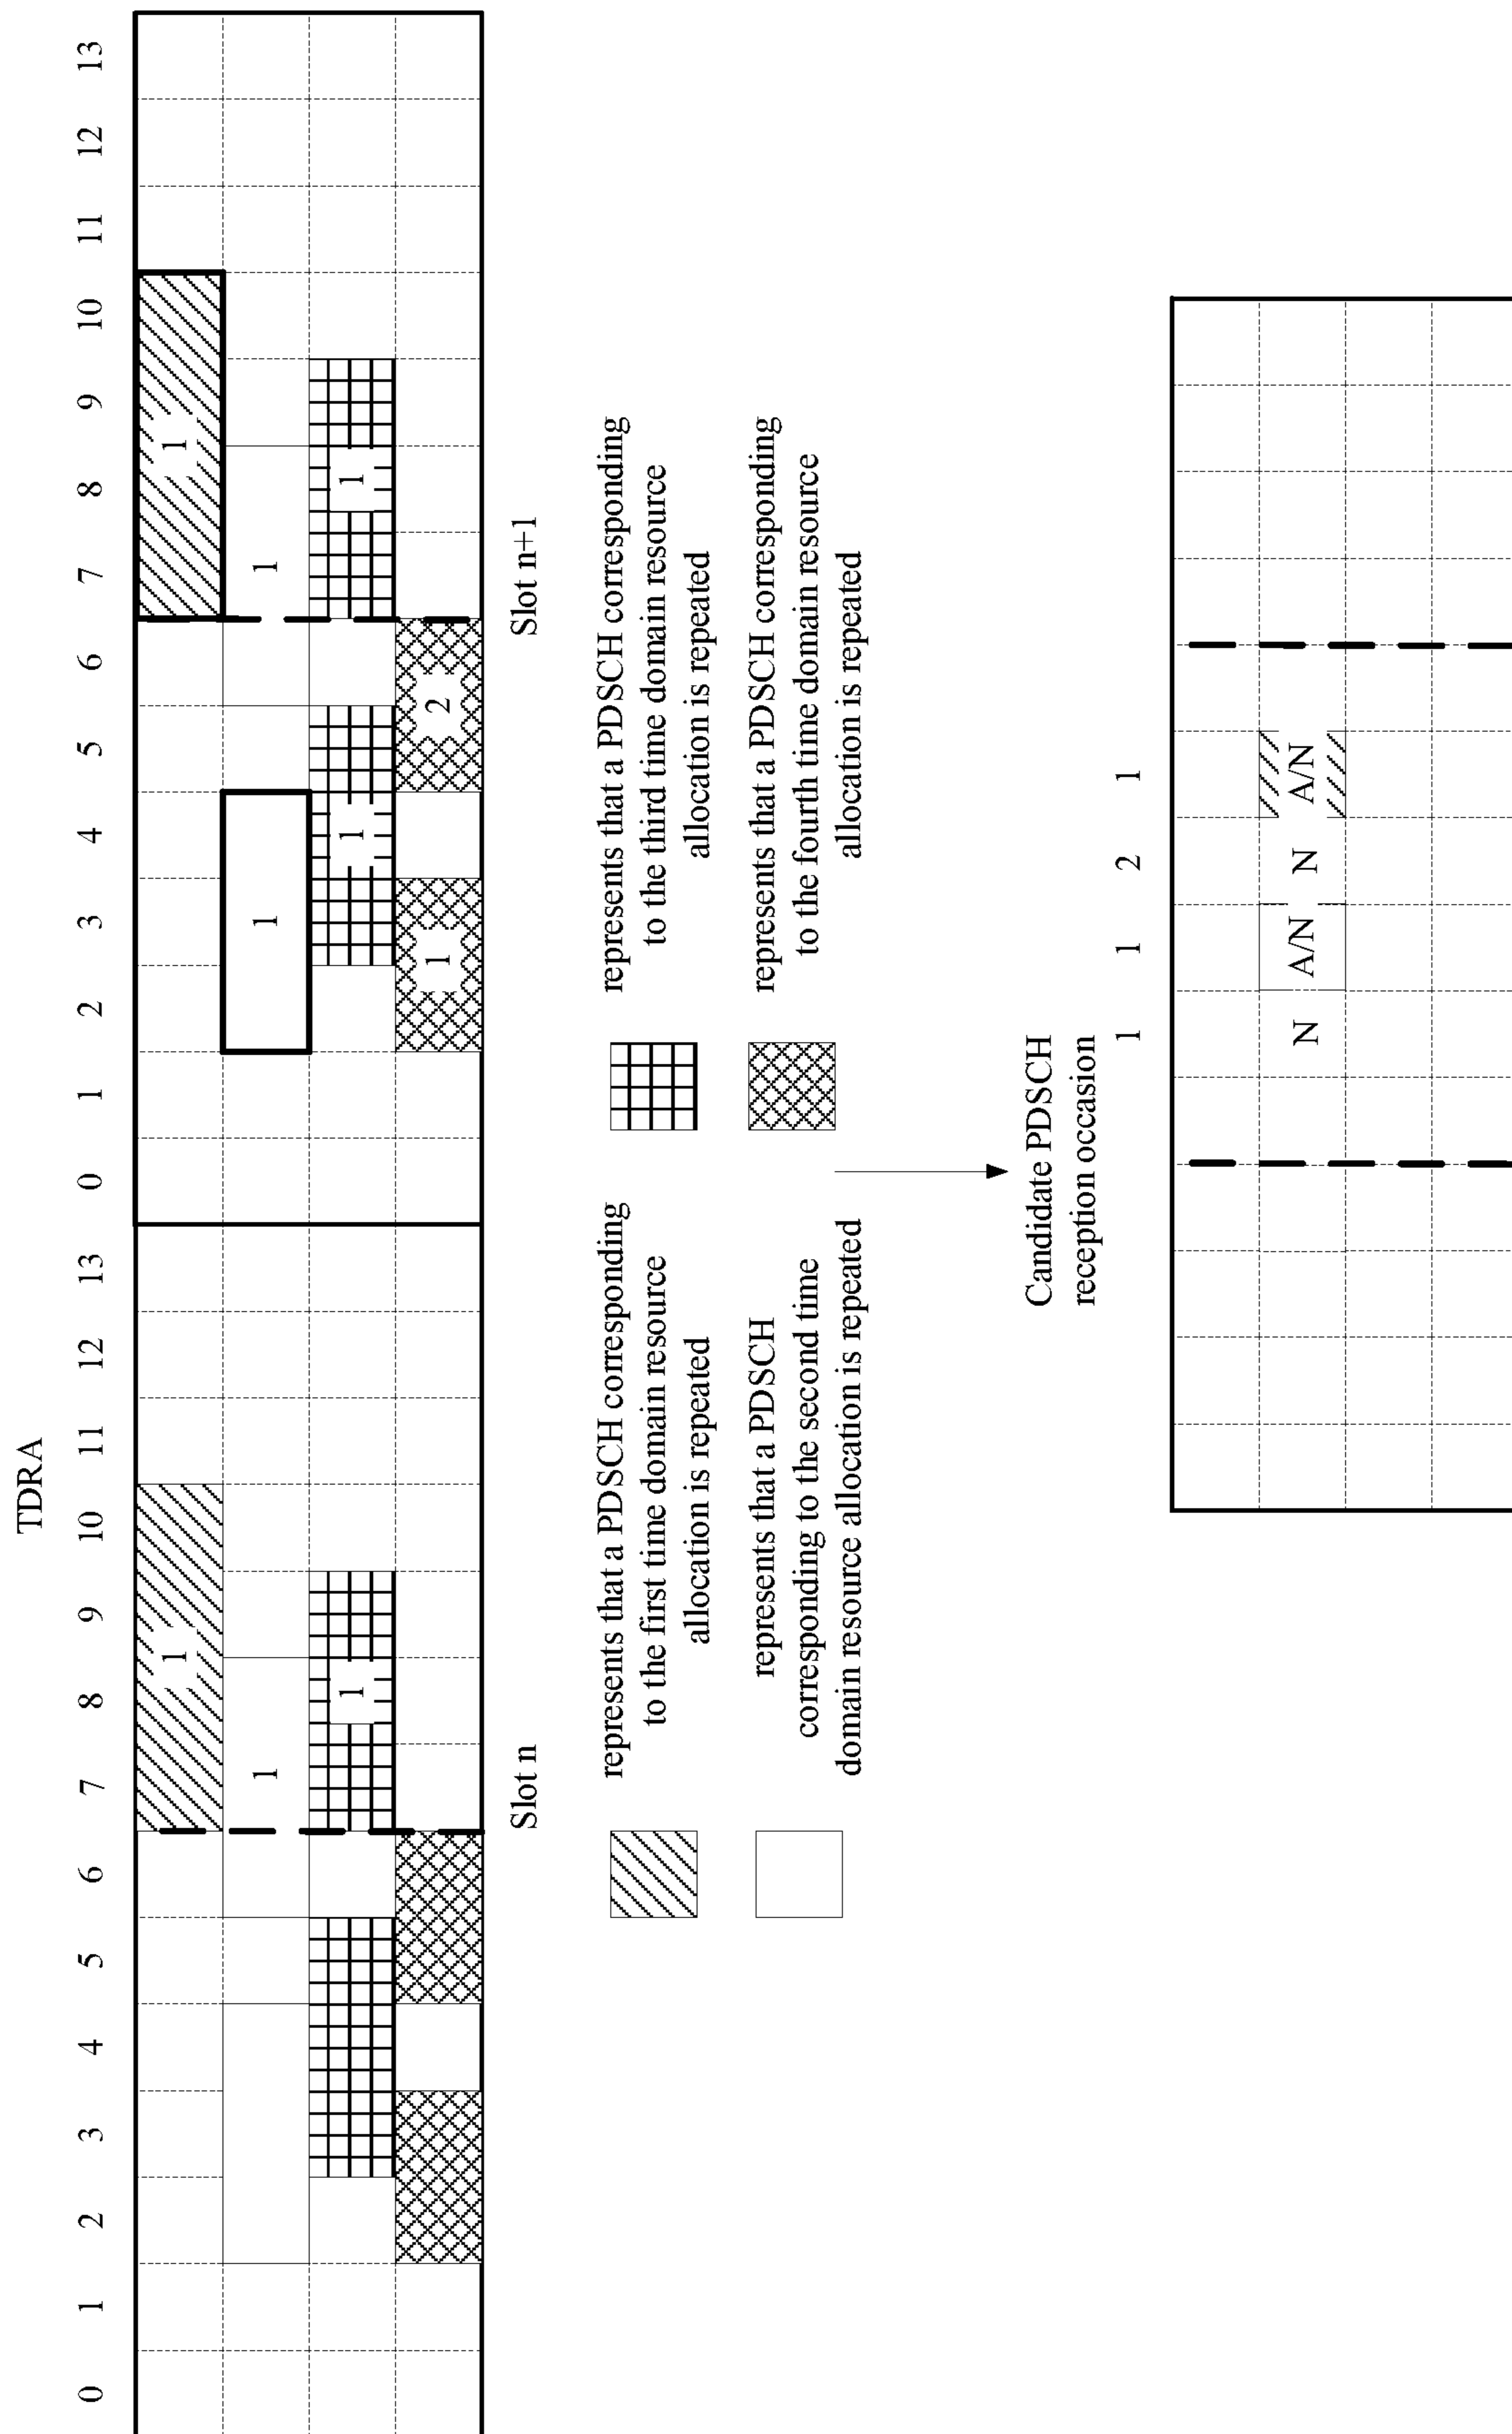 TDRA
0 1 2 3 4 5 6 7 8 9 10 11 12 13 0 1 2 3 4 5 6 7 8 9 10 11 12 13
1 1
1 1 1
1 1 1
1 2
Slot n Slot n+1
represents that a PDSCH corresponding
to the first time domain resource
allocation is repeated
represents that a PDSCH corresponding
to the third time domain resource
allocation is repeated
represents that a PDSCH
corresponding to the second time
domain resource allocation is repeated
represents that a PDSCH corresponding
to the fourth time domain resource
allocation is repeated
Candidate PDSCH
reception occasion
1 1 2 1
N A/N N A/N